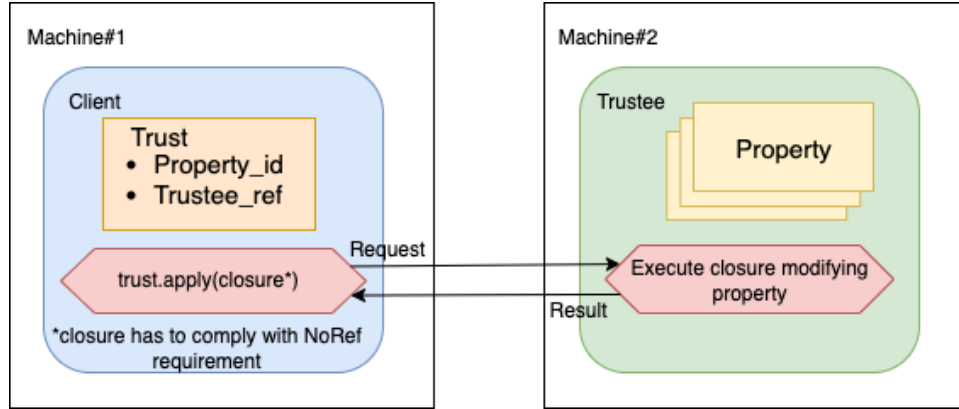 Machine#1
Client
Trust
• Property_id
• Trustee_ref
trust.apply(closure*)
*closure has to comply with NoRef
requirement
Request
Result
Machine#2
Trustee
Property
Execute closure modifying
property